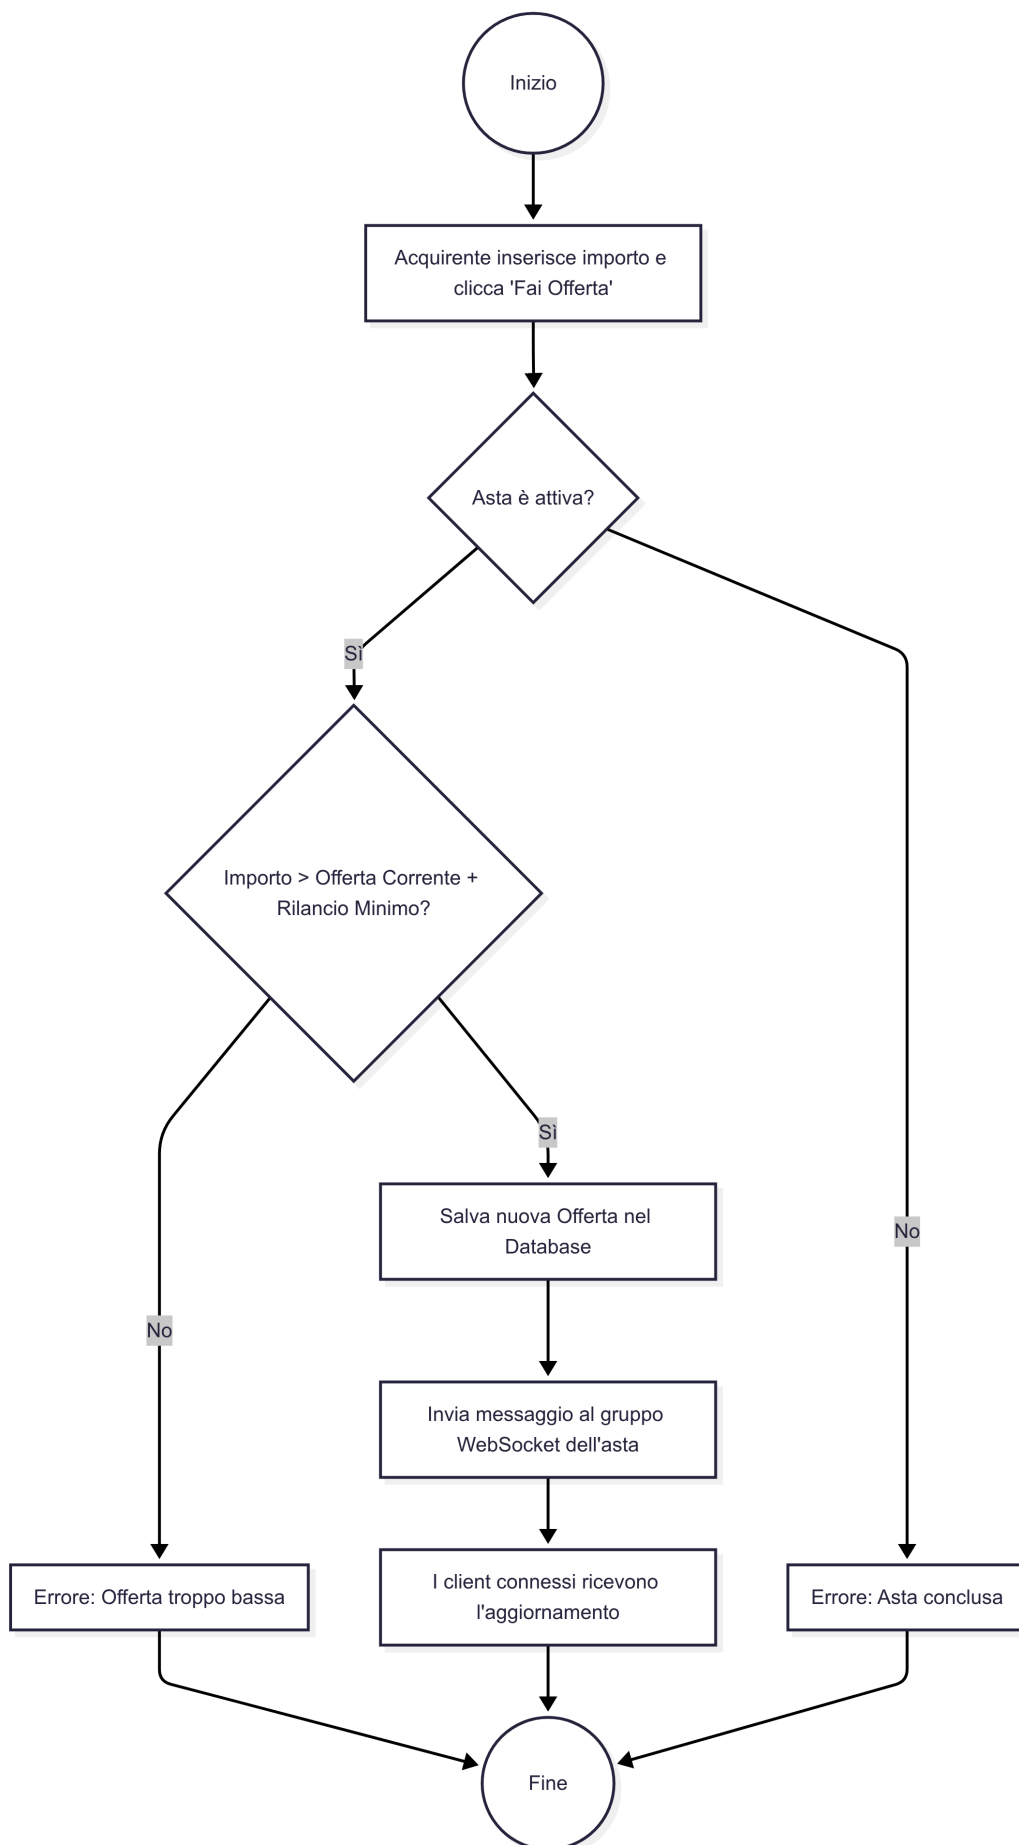 Inizio
Acquirente inserisce importo e
clicca 'Fai Offerta'
Asta è attiva?
Sì
Importo > Offerta Corrente +
Rilancio Minimo?
Sì
Salva nuova Offerta nel
Database
No
No
Invia messaggio al gruppo
WebSocket dell'asta
Errore: Offerta troppo bassa
I client connessi ricevono
l'aggiornamento
Errore: Asta conclusa
Fine